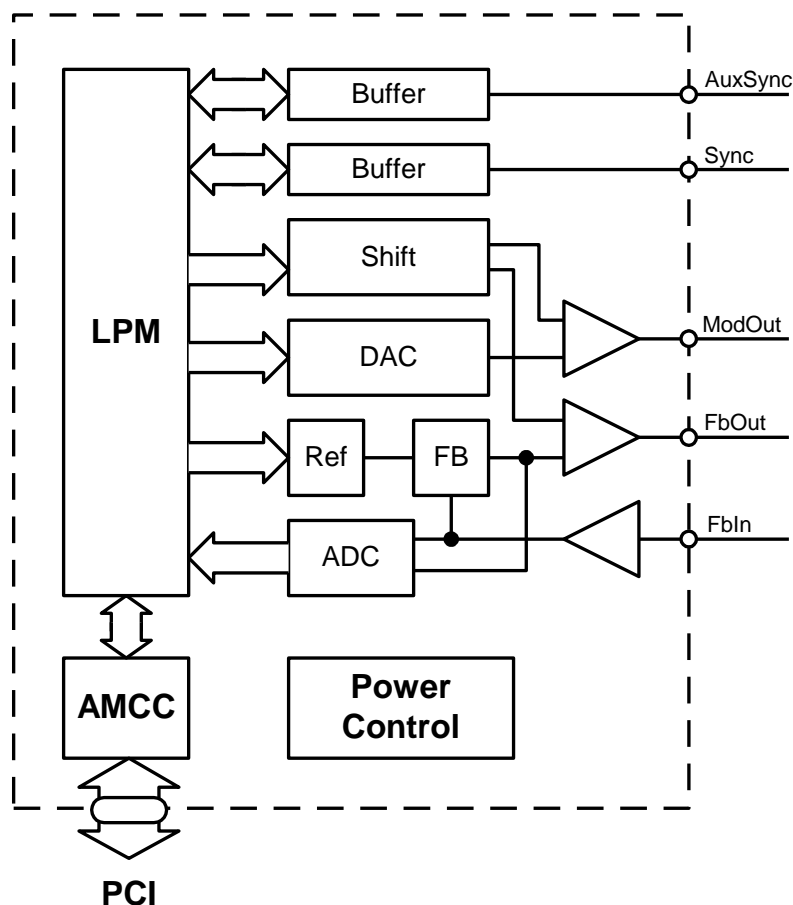 AuxSync
Buffer
Sync
Buffer
Shift
LPM
ModOut
DAC
FbOut
Ref
FB
FbIn
ADC
AMCC
Power
Control
PCI